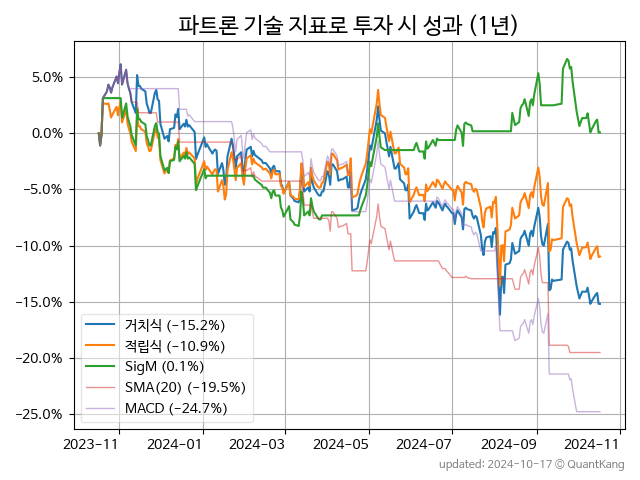 파트론 기술 지표로 투자 시 성과 (1년)
5.0%
0.0%
−5.0%
−10.0%
−15.0%
−20.0%
−25.0%
거치식 (−15.2%)
적립식 (−10.9%)
SigM (0.1%)
SMA(20) (−19.5%)
MACD (−24.7%)
2023-11 2024-01 2024-03 2024-05 2024-07 2024-09 2024-11
updated: 2024-10-17 © QuantKang